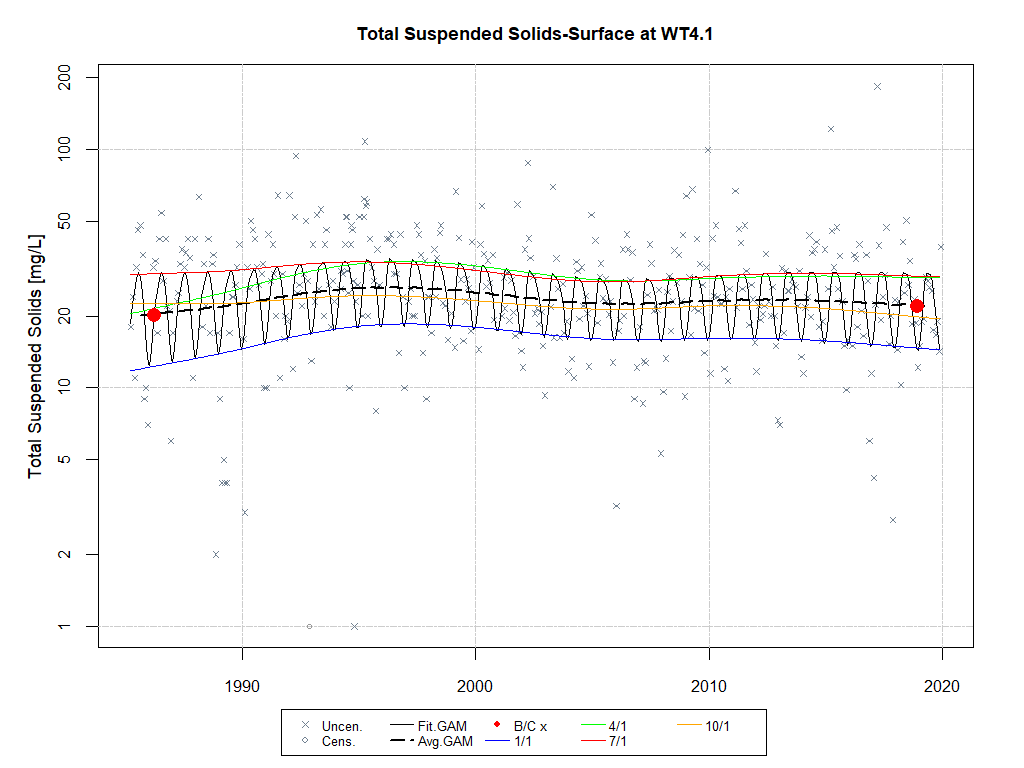 Total Suspended Solids-Surface at WT4.1
Total Suspended Solids [mg/L]
200
100
50
20
10
5
2
1
1990 2000 2010 2020
Uncen. Fit.GAM B/C x 4/1 10/1
Cens. Avg.GAM 1/1 7/1